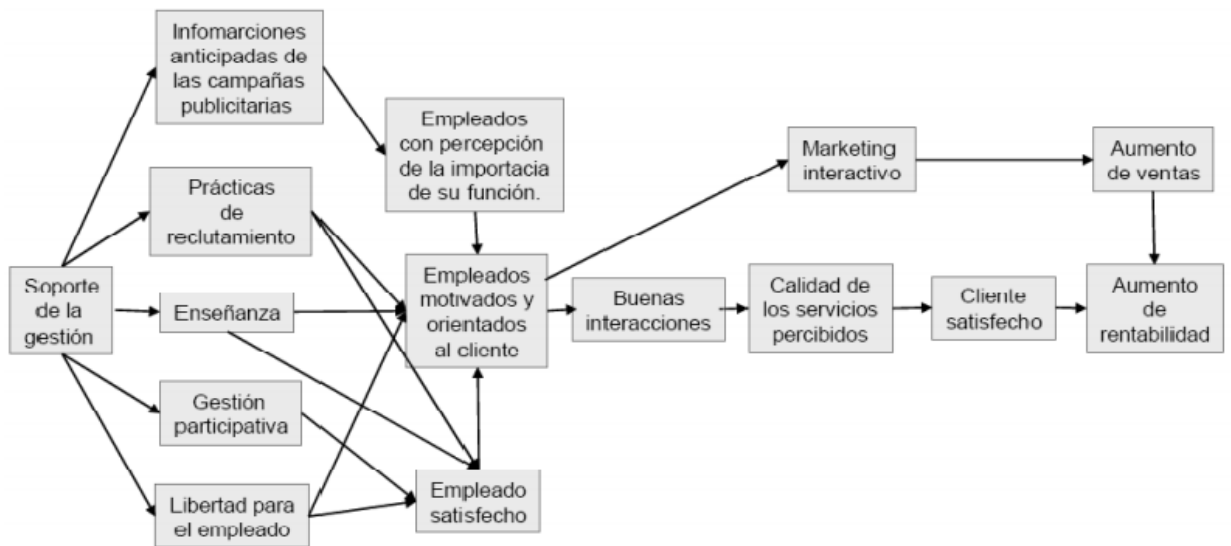 Infomarciones
anticipadas de
las campañas
publicitarias
Empleados
con percepción
de la importacia
de su función.
Marketing
interactivo
Aumento
de ventas
Prácticas
de
reclutamiento
Soporte
de la
gestión
Enseñanza
Empleados
motivados y
orientados
al cliente
Buenas
interacciones
Calidad de
los servicios
percibidos
Cliente
satisfecho
Aumento
de
rentabilidad
Gestión
participativa
Libertad para
el empleado
Empleado
satisfecho